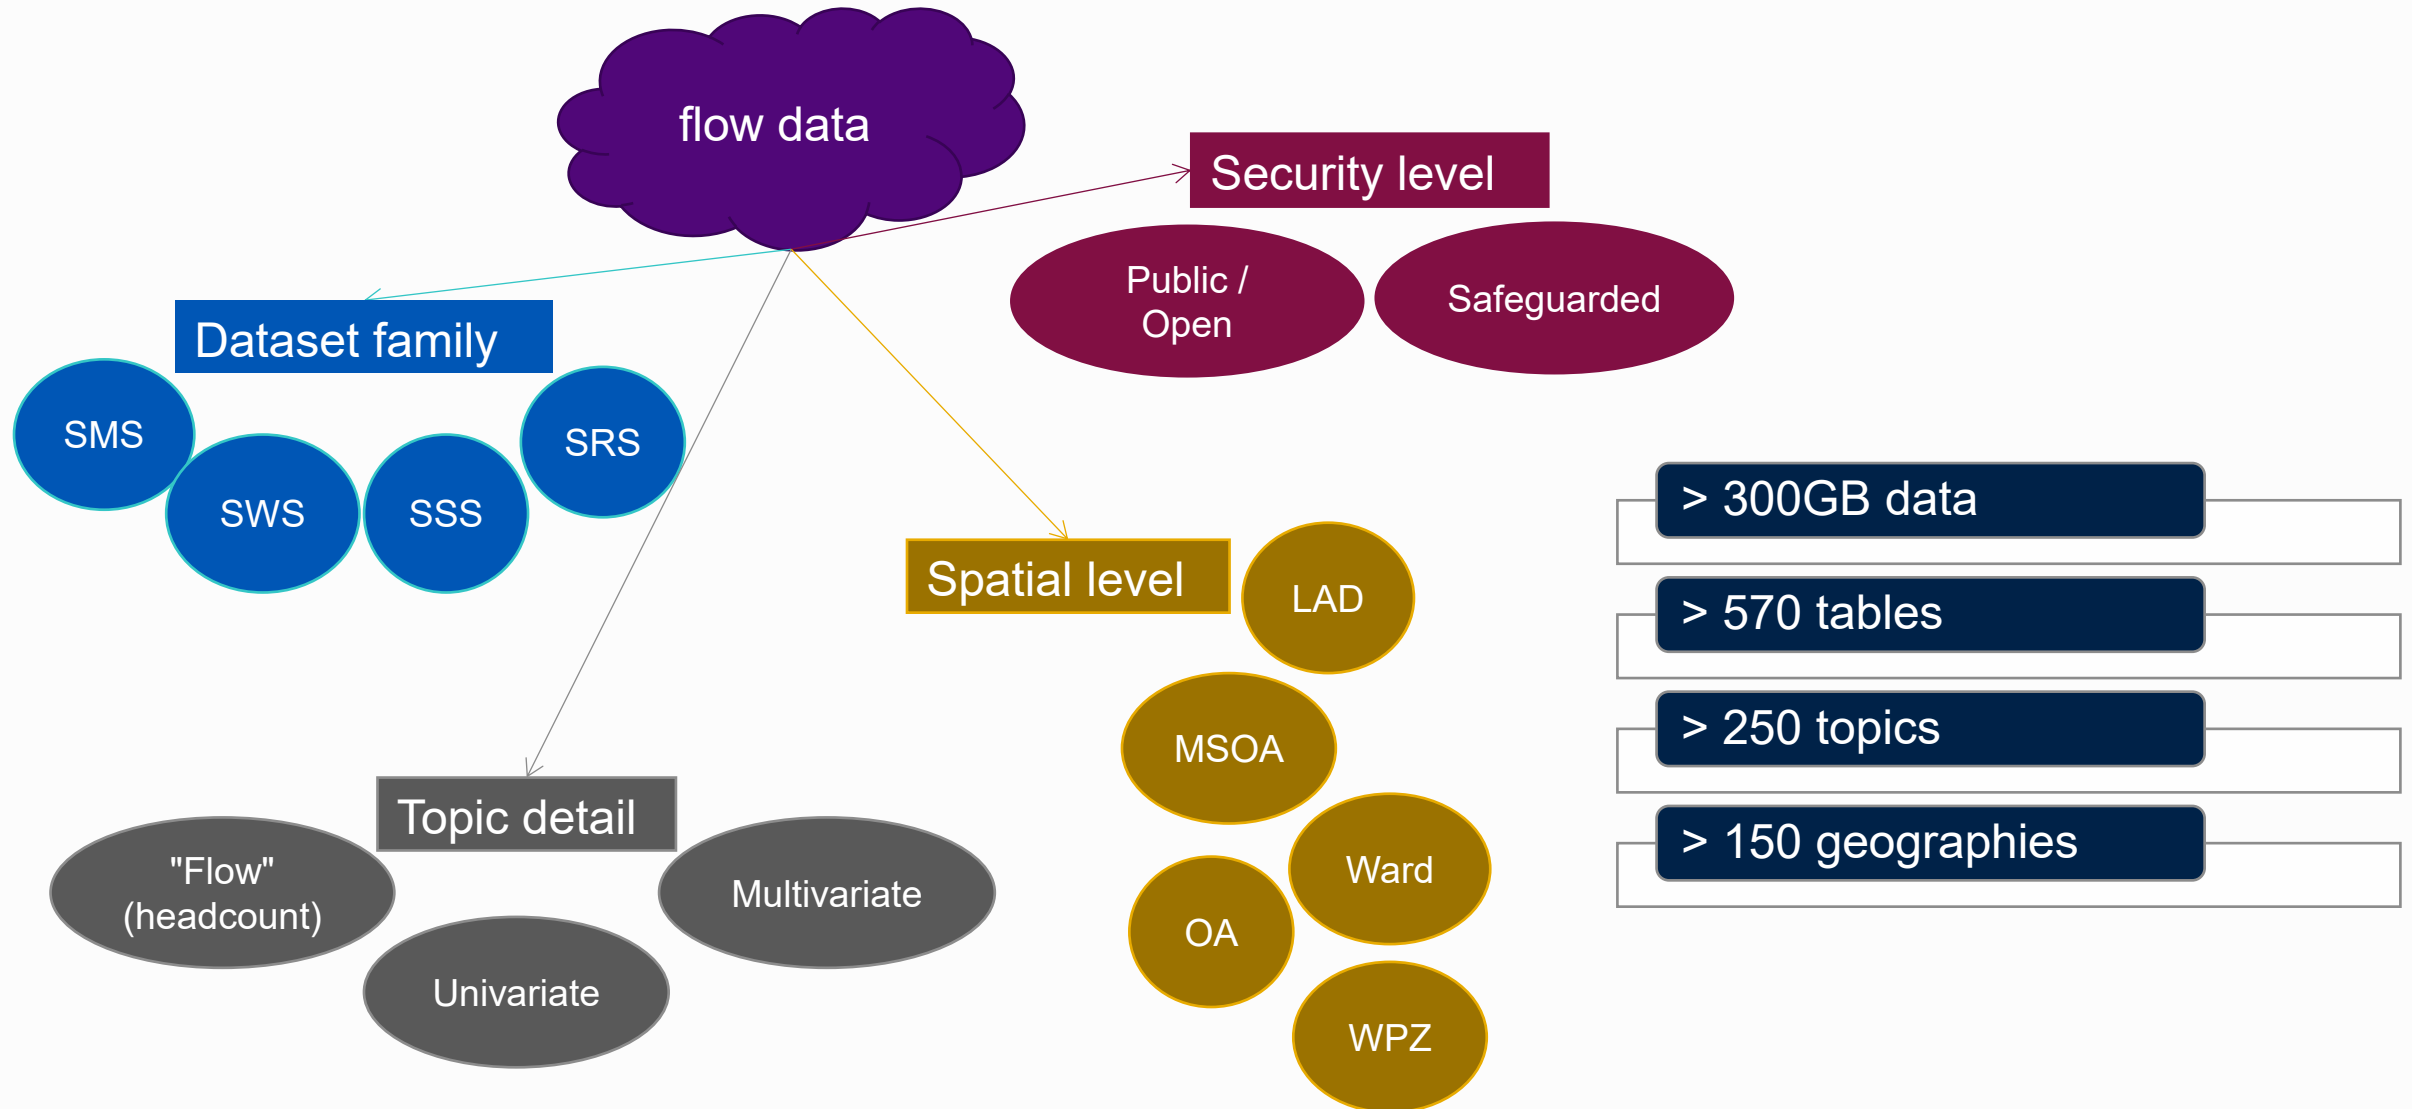 flow data
Security level
Public /
Open
Safeguarded
Dataset family
SMS
SWS
SSS
SRS
Spatial level
LAD
MSOA
Ward
OA
WPZ
Topic detail
"Flow"
(headcount)
Univariate
Multivariate
> 300GB data
> 570 tables
> 250 topics
> 150 geographies